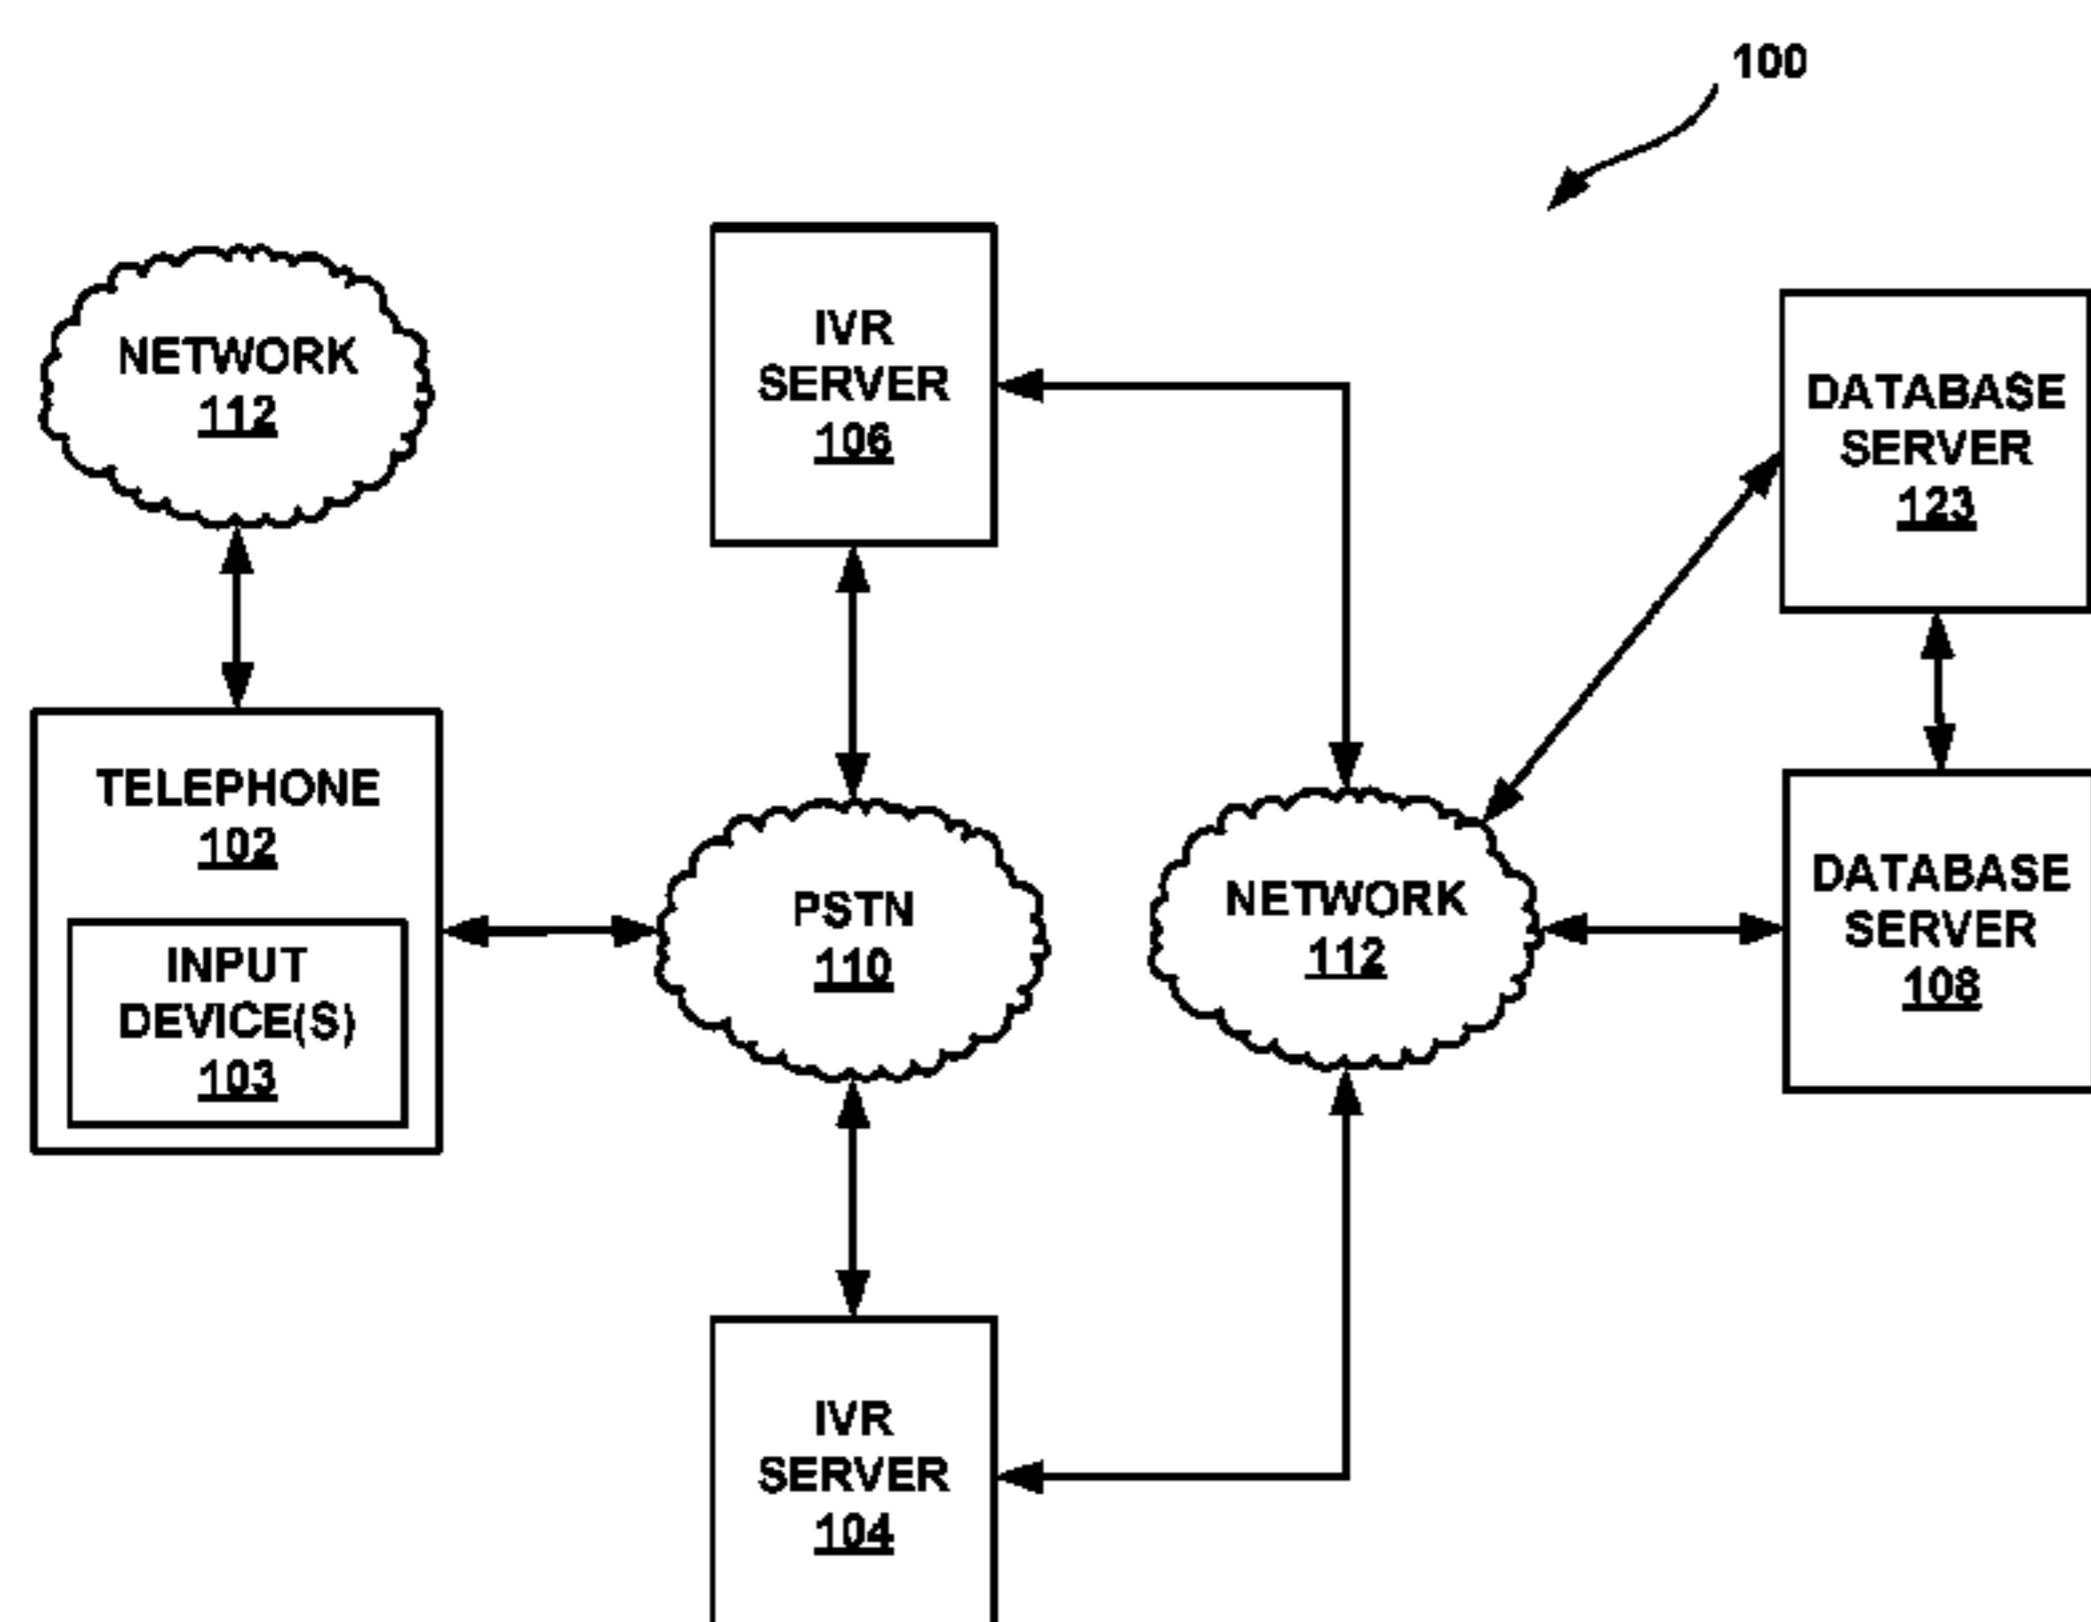 100
NETWORK
112
IVR
SERVER
106
DATABASE
SERVER
123
TELEPHONE
102
INPUT
DEVICE(S)
103
PSTN
110
NETWORK
112
DATABASE
SERVER
108
IVR
SERVER
104